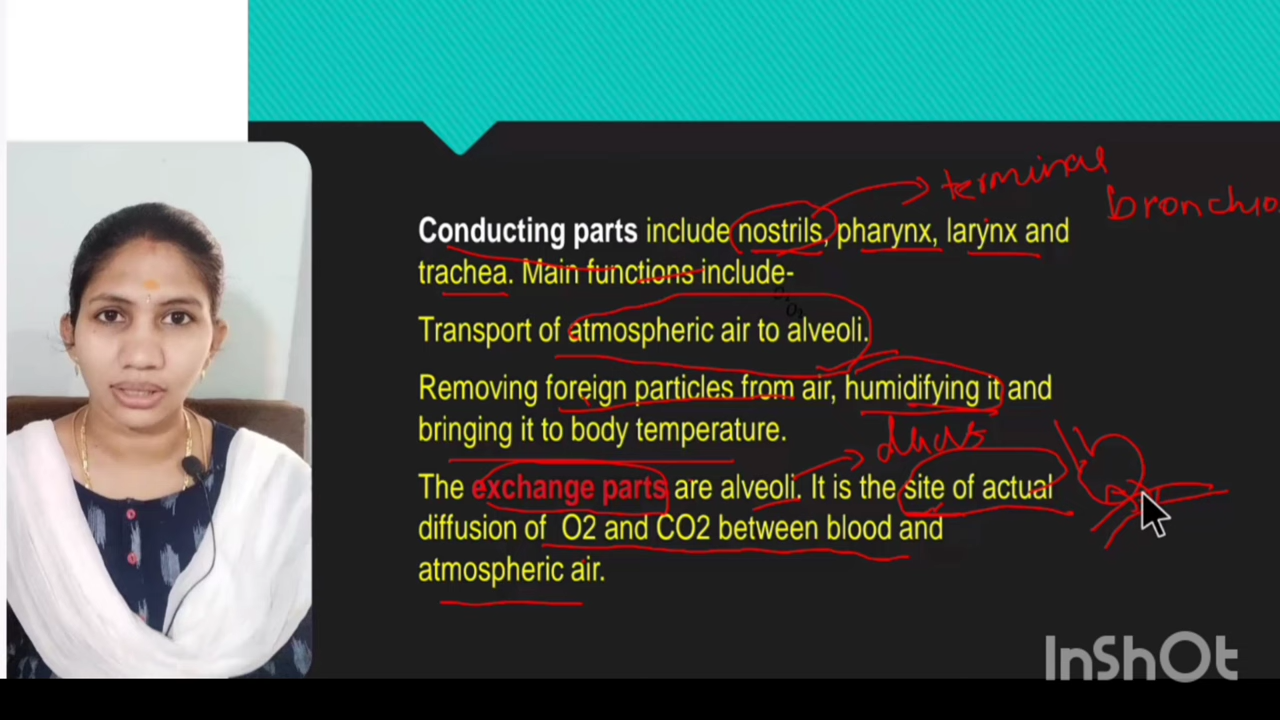 terminal
bronchio
Conducting parts include nostrils, pharynx, larynx and
trachea. Main functions include-
Transport of atmospheric air to alveoli.
Removing foreign particles from air, humidifying it and
bringing it to body temperature.
ducts
The exchange parts are alveoli. It is the site of actual
diffusion of O2 and CO2 between blood and
atmospheric air.
InShOt